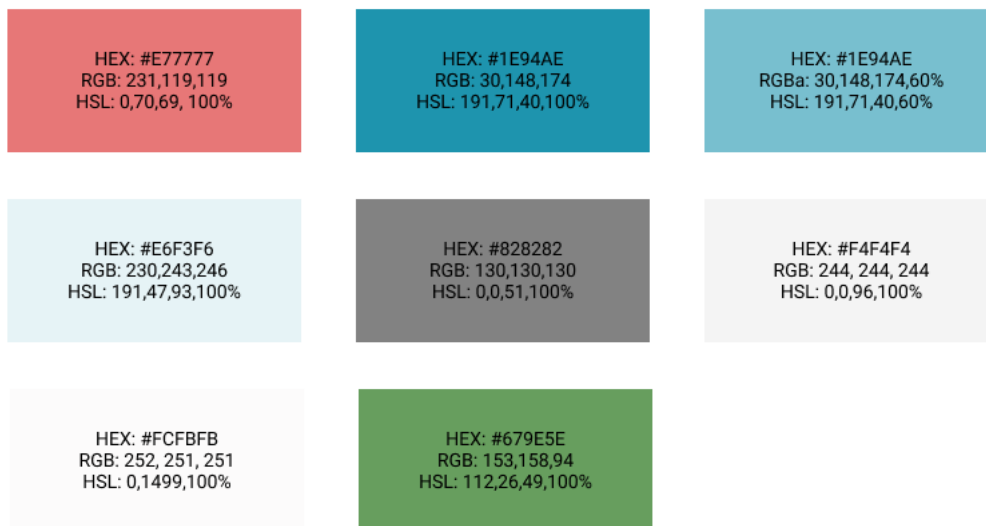 HEX: #E77777
RGB: 231,119,119
HSL: 0,70,69, 100%
HEX: #1E94AE
RGB: 30,148,174
HSL: 191,71,40,100%
HEX: #1E94AE
RGBa: 30,148,174,60%
HSL: 191,71,40,60%
HEX: #E6F3F6
RGB: 230,243,246
HSL: 191,47,93,100%
HEX: #828282
RGB: 130,130,130
HSL: 0,0,51,100%
HEX: #F4F4F4
RGB: 244, 244, 244
HSL: 0,0,96,100%
HEX: #FCFBFB
RGB: 252, 251, 251
HSL: 0,1499,100%
HEX: #679E5E
RGB: 153,158,94
HSL: 112,26,49,100%